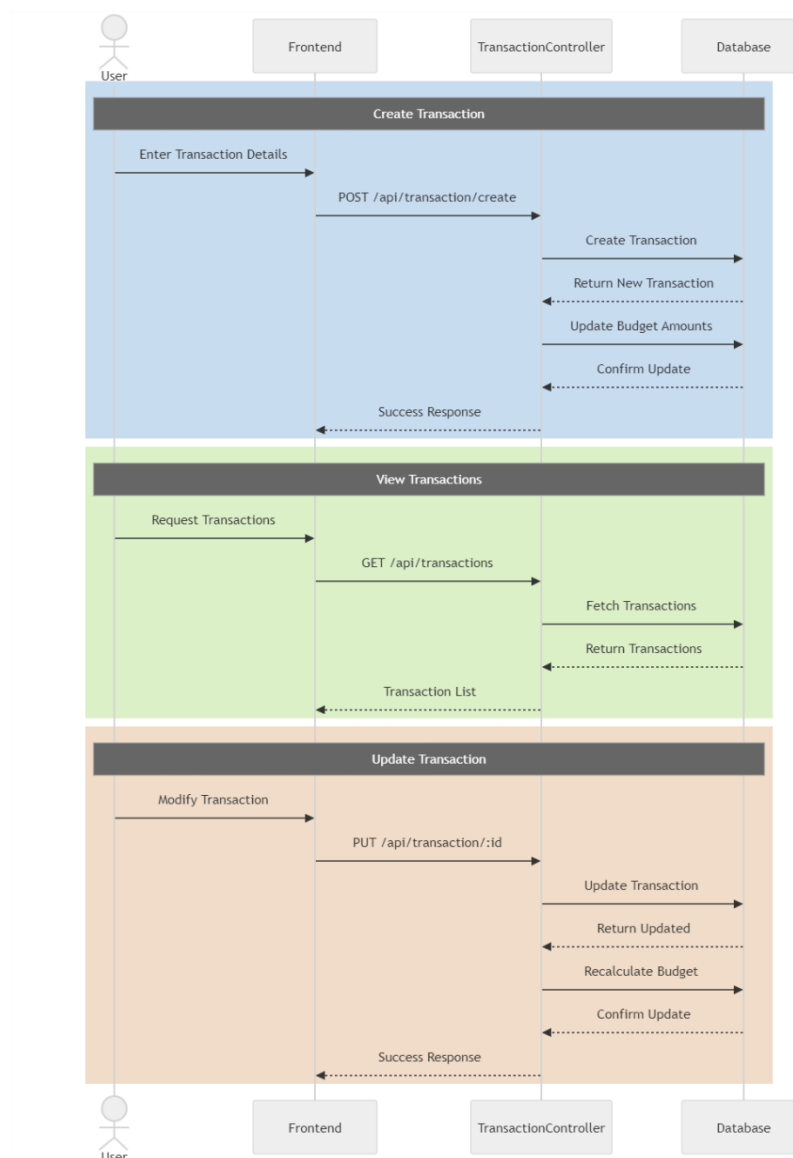 Frontend
TransactionController
Database
User
Create Transaction
Enter Transaction Details
POST /api/transaction/create
Create Transaction
Return New Transaction
Update Budget Amounts
Confirm Update
Success Response
View Transactions
Request Transactions
GET /api/transactions
Fetch Transactions
Return Transactions
Transaction List
Update Transaction
Modify Transaction
PUT /api/transaction/:id
Update Transaction
Return Updated
Recalculate Budget
Confirm Update
Success Response
Frontend
TransactionController
Database
User